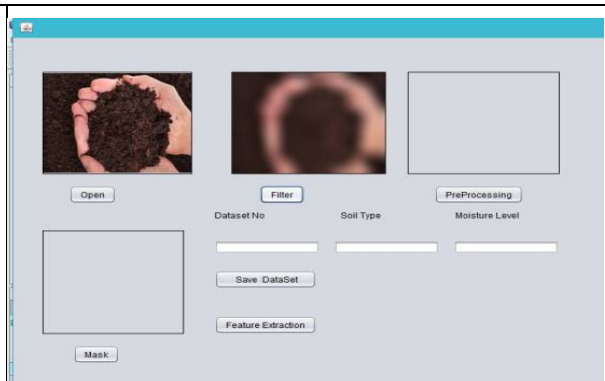 Open
Filter
PreProcessing
Dataset No
Soil Type
Moisture Level
Save DataSet
Feature Extraction
Mask